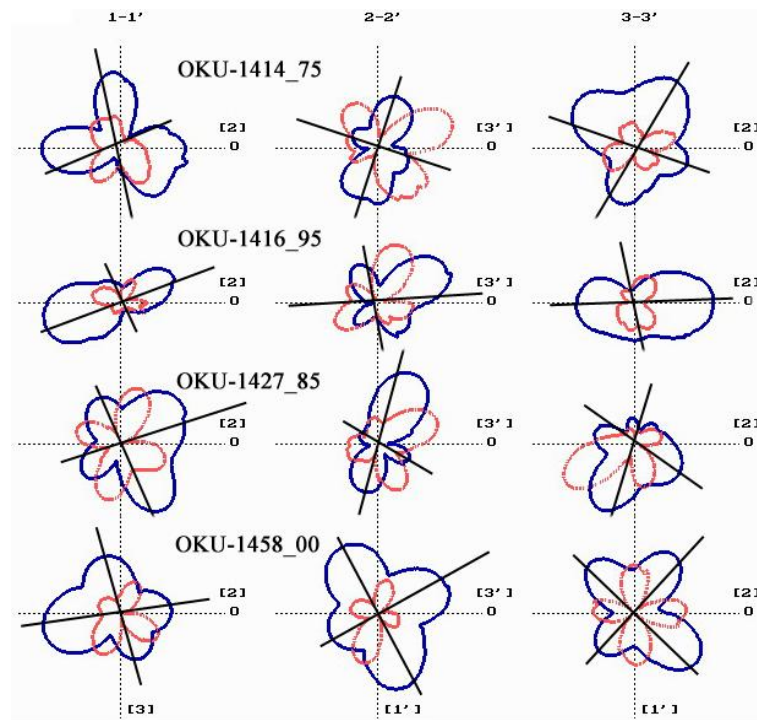 1-1' 2-2' 3-3'
OKU-1414_75
[2] [3'] [2]
0 0 0
OKU-1416_95
[2] [3'] [2]
0 0 0
OKU-1427_85
[2] [3'] [2]
0 0 0
OKU-1458_00
[2] [3'] [2]
0 0 0
[3] [1'] [1']